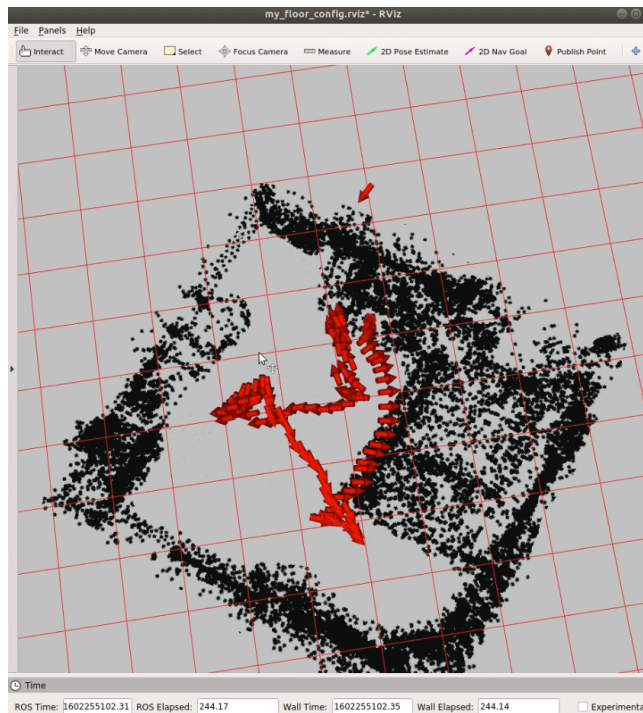 my_floor_config.rviz* - RViz
File Panels Help
Interact Move Camera Select Focus Camera Measure 2D Pose Estimate 2D Nav Goal Publish Point
Time
ROS Time: 1602255102.31 ROS Elapsed: 244.17 Wall Time: 1602255102.35 Wall Elapsed: 244.14 Experimenta